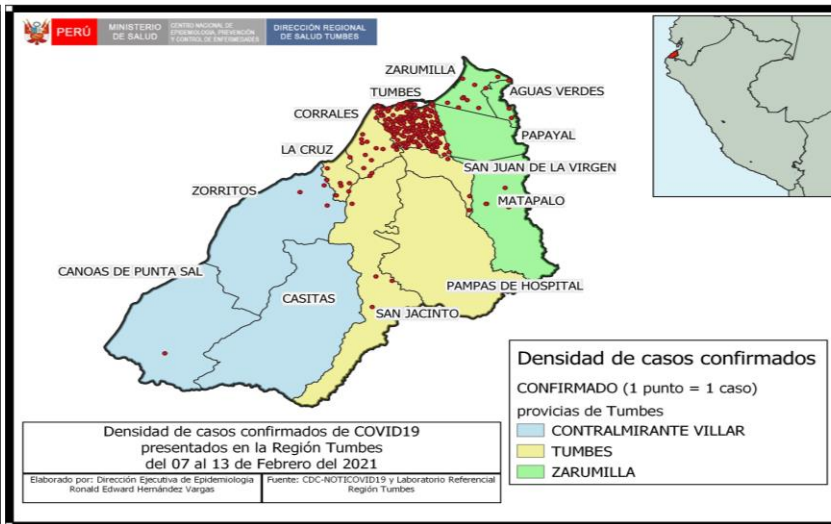 PERÚ
MINISTERIO
DE SALUD
CENTRO NACIONAL DE
EPIDEMIOLOGÍA, PREVENCIÓN
Y CONTROL DE ENFERMEDADES
DIRECCIÓN REGIONAL
DE SALUD TUMBES
ZARUMILLA
TUMBES
AGUAS VERDES
CORRALES
PAPAYAL
LA CRUZ
SAN JUAN DE LA VIRGEN
ZORRITOS
MATAPALO
CANOAS DE PUNTA SAL
PAMPAS DE HOSPITAL
CASITAS
SAN JACINTO
Densidad de casos confirmados
CONFIRMADO (1 punto = 1 caso)
provicias de Tumbes
CONTRALMIRANTE VILLAR
TUMBES
ZARUMILLA
Densidad de casos confirmados de COVID19
presentados en la Región Tumbes
del 07 al 13 de Febrero del 2021
Elaborado por: Dirección Ejecutiva de Epidemiologia
Ronald Edward Hernández Vargas
Fuente: CDC-NOTICOVID19 y Laboratorio Referencial
Región Tumbes